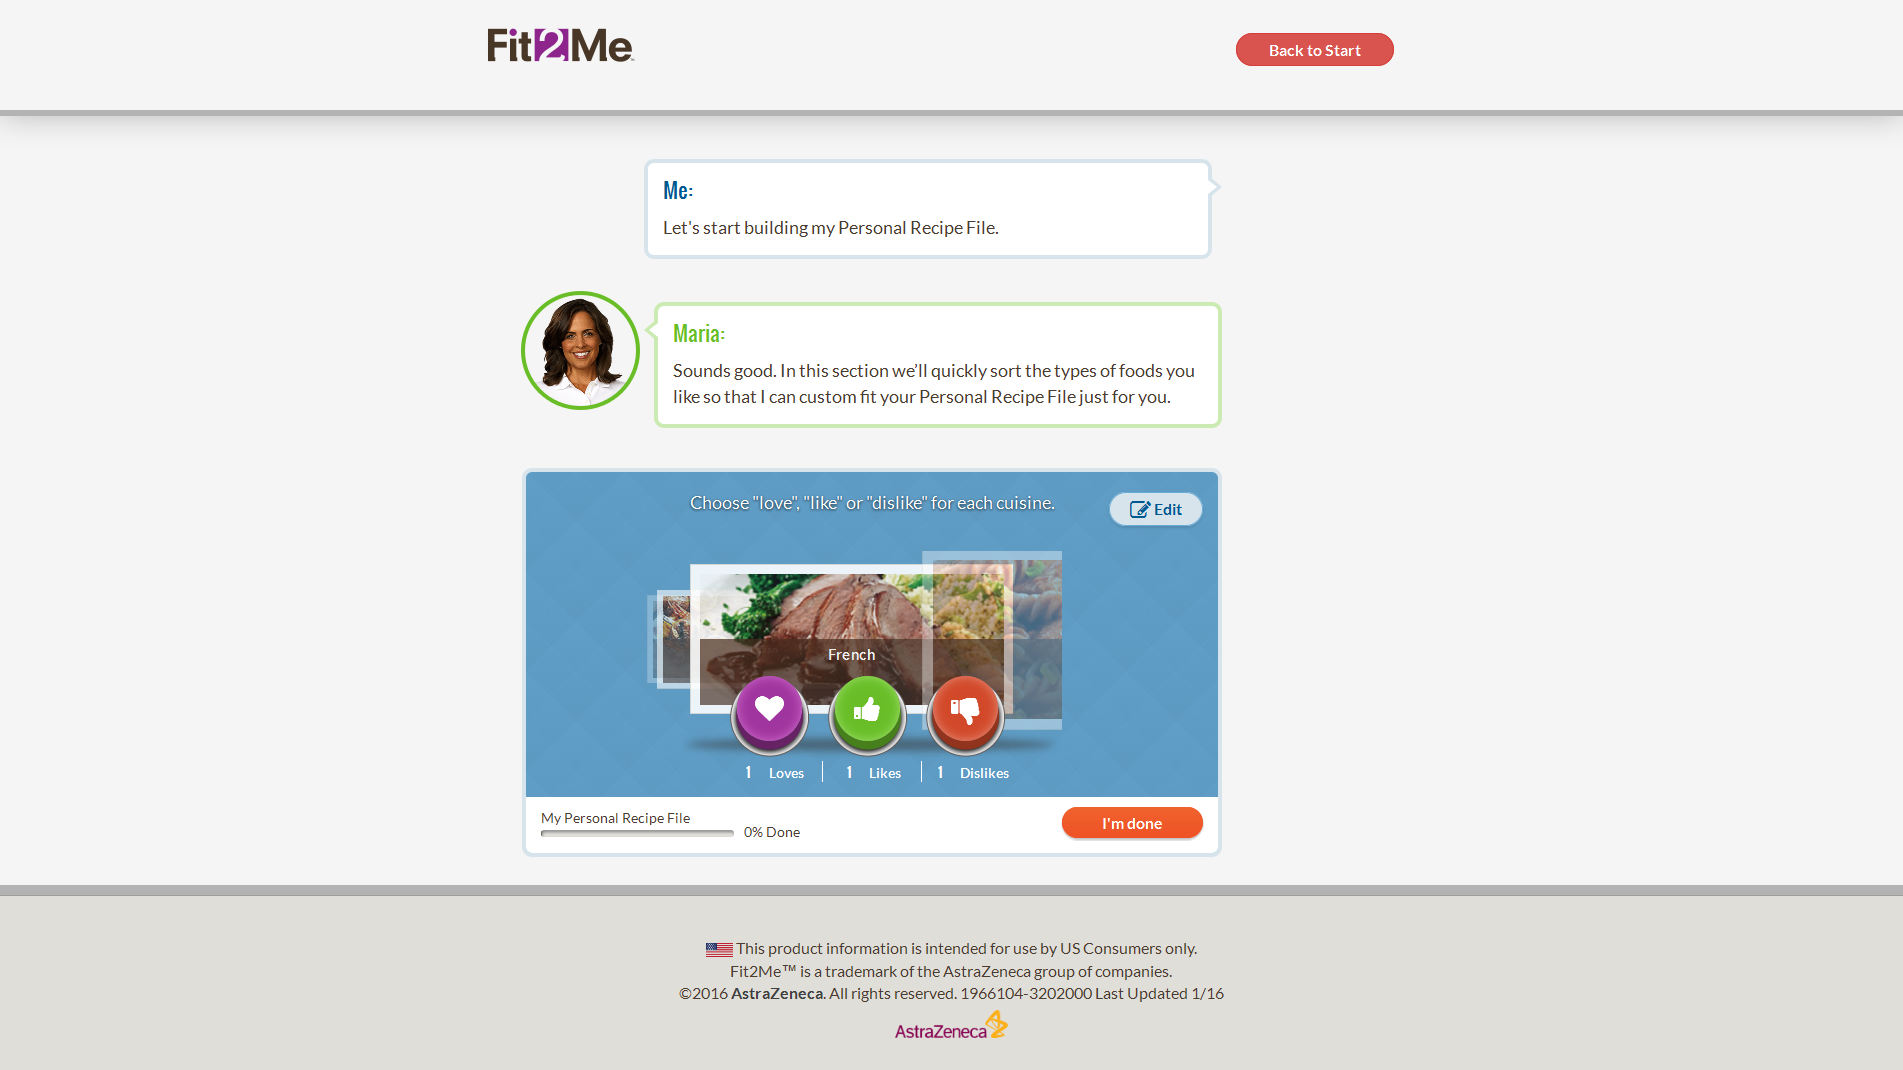 Fit2Me™
Back to Start
Me:
Let's start building my Personal Recipe File.
Maria:
Sounds good. In this section we’ll quickly sort the types of foods you
like so that I can custom fit your Personal Recipe File just for you.
Choose "love", "like" or "dislike" for each cuisine.
Edit
French
1 Loves
1 Likes
1 Dislikes
My Personal Recipe File
0% Done
I'm done
This product information is intended for use by US Consumers only.
Fit2Me™ is a trademark of the AstraZeneca group of companies.
©2016 AstraZeneca. All rights reserved. 1966104-3202000 Last Updated 1/16
AstraZeneca